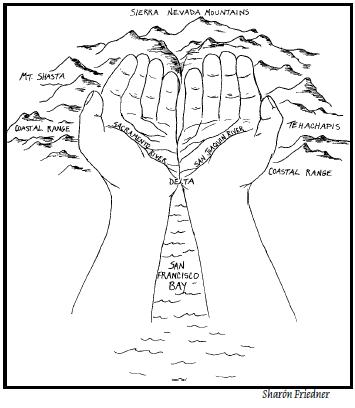 SIERRA NEVADA MOUNTAINS
MT. SHASTA
COASTAL RANGE
SACRAMENTO RIVER
SAN JOAQUIN RIVER
TEHACHAPIS
COASTAL RANGE
DELTA
SAN
FRANCISCO
BAY
Sharon Friedner